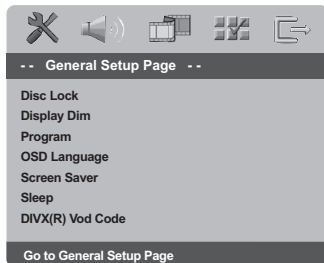 - - General Setup Page - -
Disc Lock
Display Dim
Program
OSD Language
Screen Saver
Sleep
DIVX(R) Vod Code
Go to General Setup Page